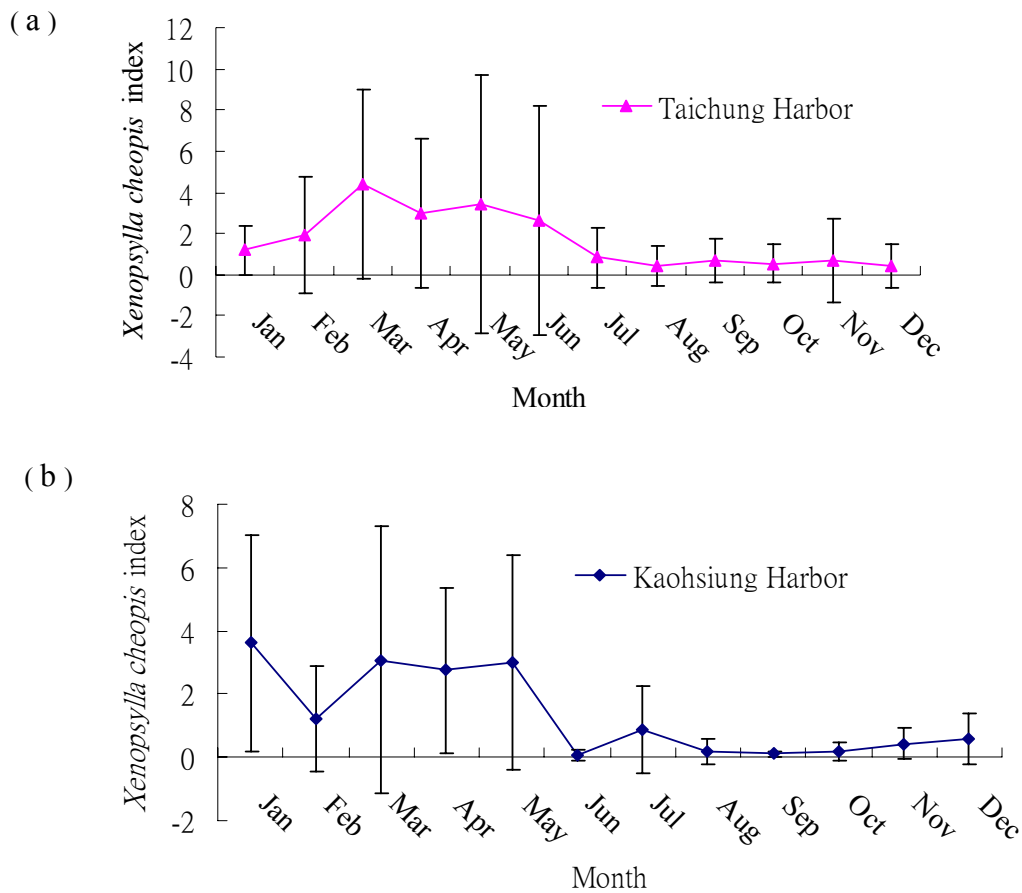 ( a )
12
10
8
6
4
2
0
-2
-4
Xenopsylla cheopis index
Taichung Harbor
Jan Feb Mar Apr May Jun Jul Aug Sep Oct Nov Dec
Month
( b )
8
6
4
2
0
-2
Xenopsylla cheopis index
Kaohsiung Harbor
Jan Feb Mar Apr May Jun Jul Aug Sep Oct Nov Dec
Month